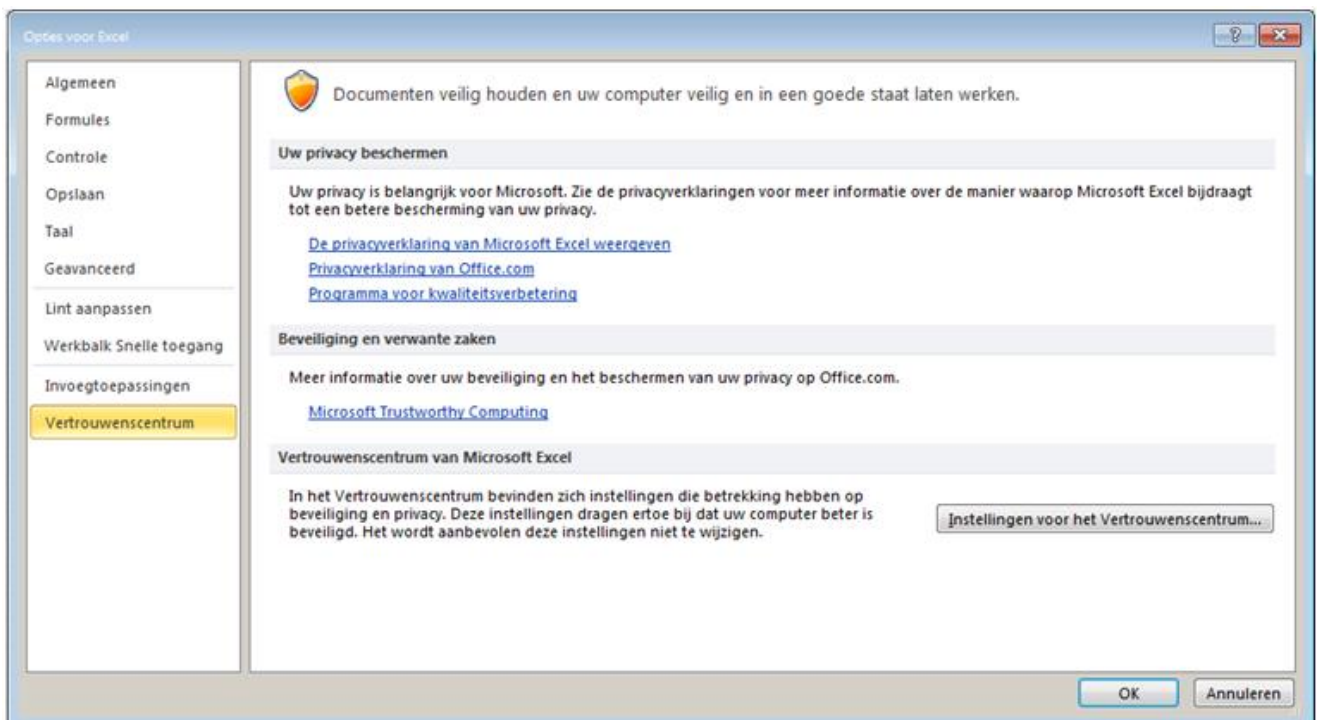 Opties voor Excel
Algemeen
Formules
Controle
Opslaan
Taal
Geavanceerd
Lint aanpassen
Werkbalk Snelle toegang
Invoegtoepassingen
Vertrouwenscentrum
Documenten veilig houden en uw computer veilig en in een goede staat laten werken.
Uw privacy beschermen
Uw privacy is belangrijk voor Microsoft. Zie de privacyverklaringen voor meer informatie over de manier waarop Microsoft Excel bijdraagt
tot een betere bescherming van uw privacy.
De privacyverklaring van Microsoft Excel weergeven
Privacyverklaring van Office.com
Programma voor kwaliteitsverbetering
Beveiliging en verwante zaken
Meer informatie over uw beveiliging en het beschermen van uw privacy op Office.com.
Microsoft Trustworthy Computing
Vertrouwenscentrum van Microsoft Excel
In het Vertrouwenscentrum bevinden zich instellingen die betrekking hebben op
beveiliging en privacy. Deze instellingen dragen ertoe bij dat uw computer beter is
beveiligd. Het wordt aanbevolen deze instellingen niet te wijzigen.
Instellingen voor het Vertrouwenscentrum...
OK
Annuleren